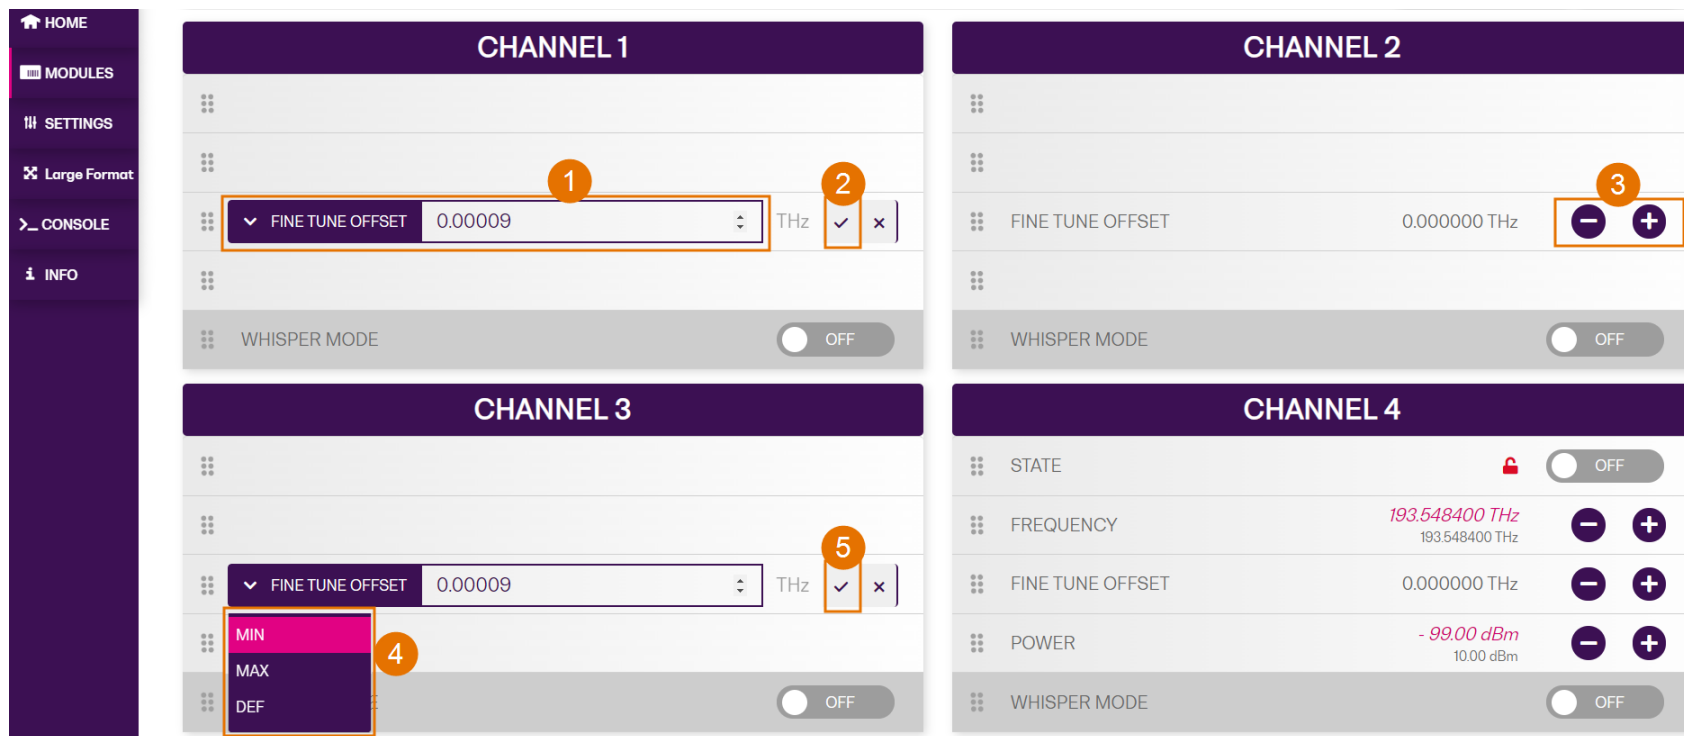 HOME
MODULES
SETTINGS
Large Format
CONSOLE
INFO
CHANNEL 1
1
2
FINE TUNE OFFSET 0.00009 THz
WHISPER MODE OFF
CHANNEL 2
3
FINE TUNE OFFSET 0.000000 THz
WHISPER MODE OFF
CHANNEL 3
5
FINE TUNE OFFSET 0.00009 THz
MIN
4
MAX
DEF
E OFF
CHANNEL 4
STATE OFF
FREQUENCY 193.548400 THz
193.548400 THz
FINE TUNE OFFSET 0.000000 THz
POWER - 99.00 dBm
10.00 dBm
WHISPER MODE OFF